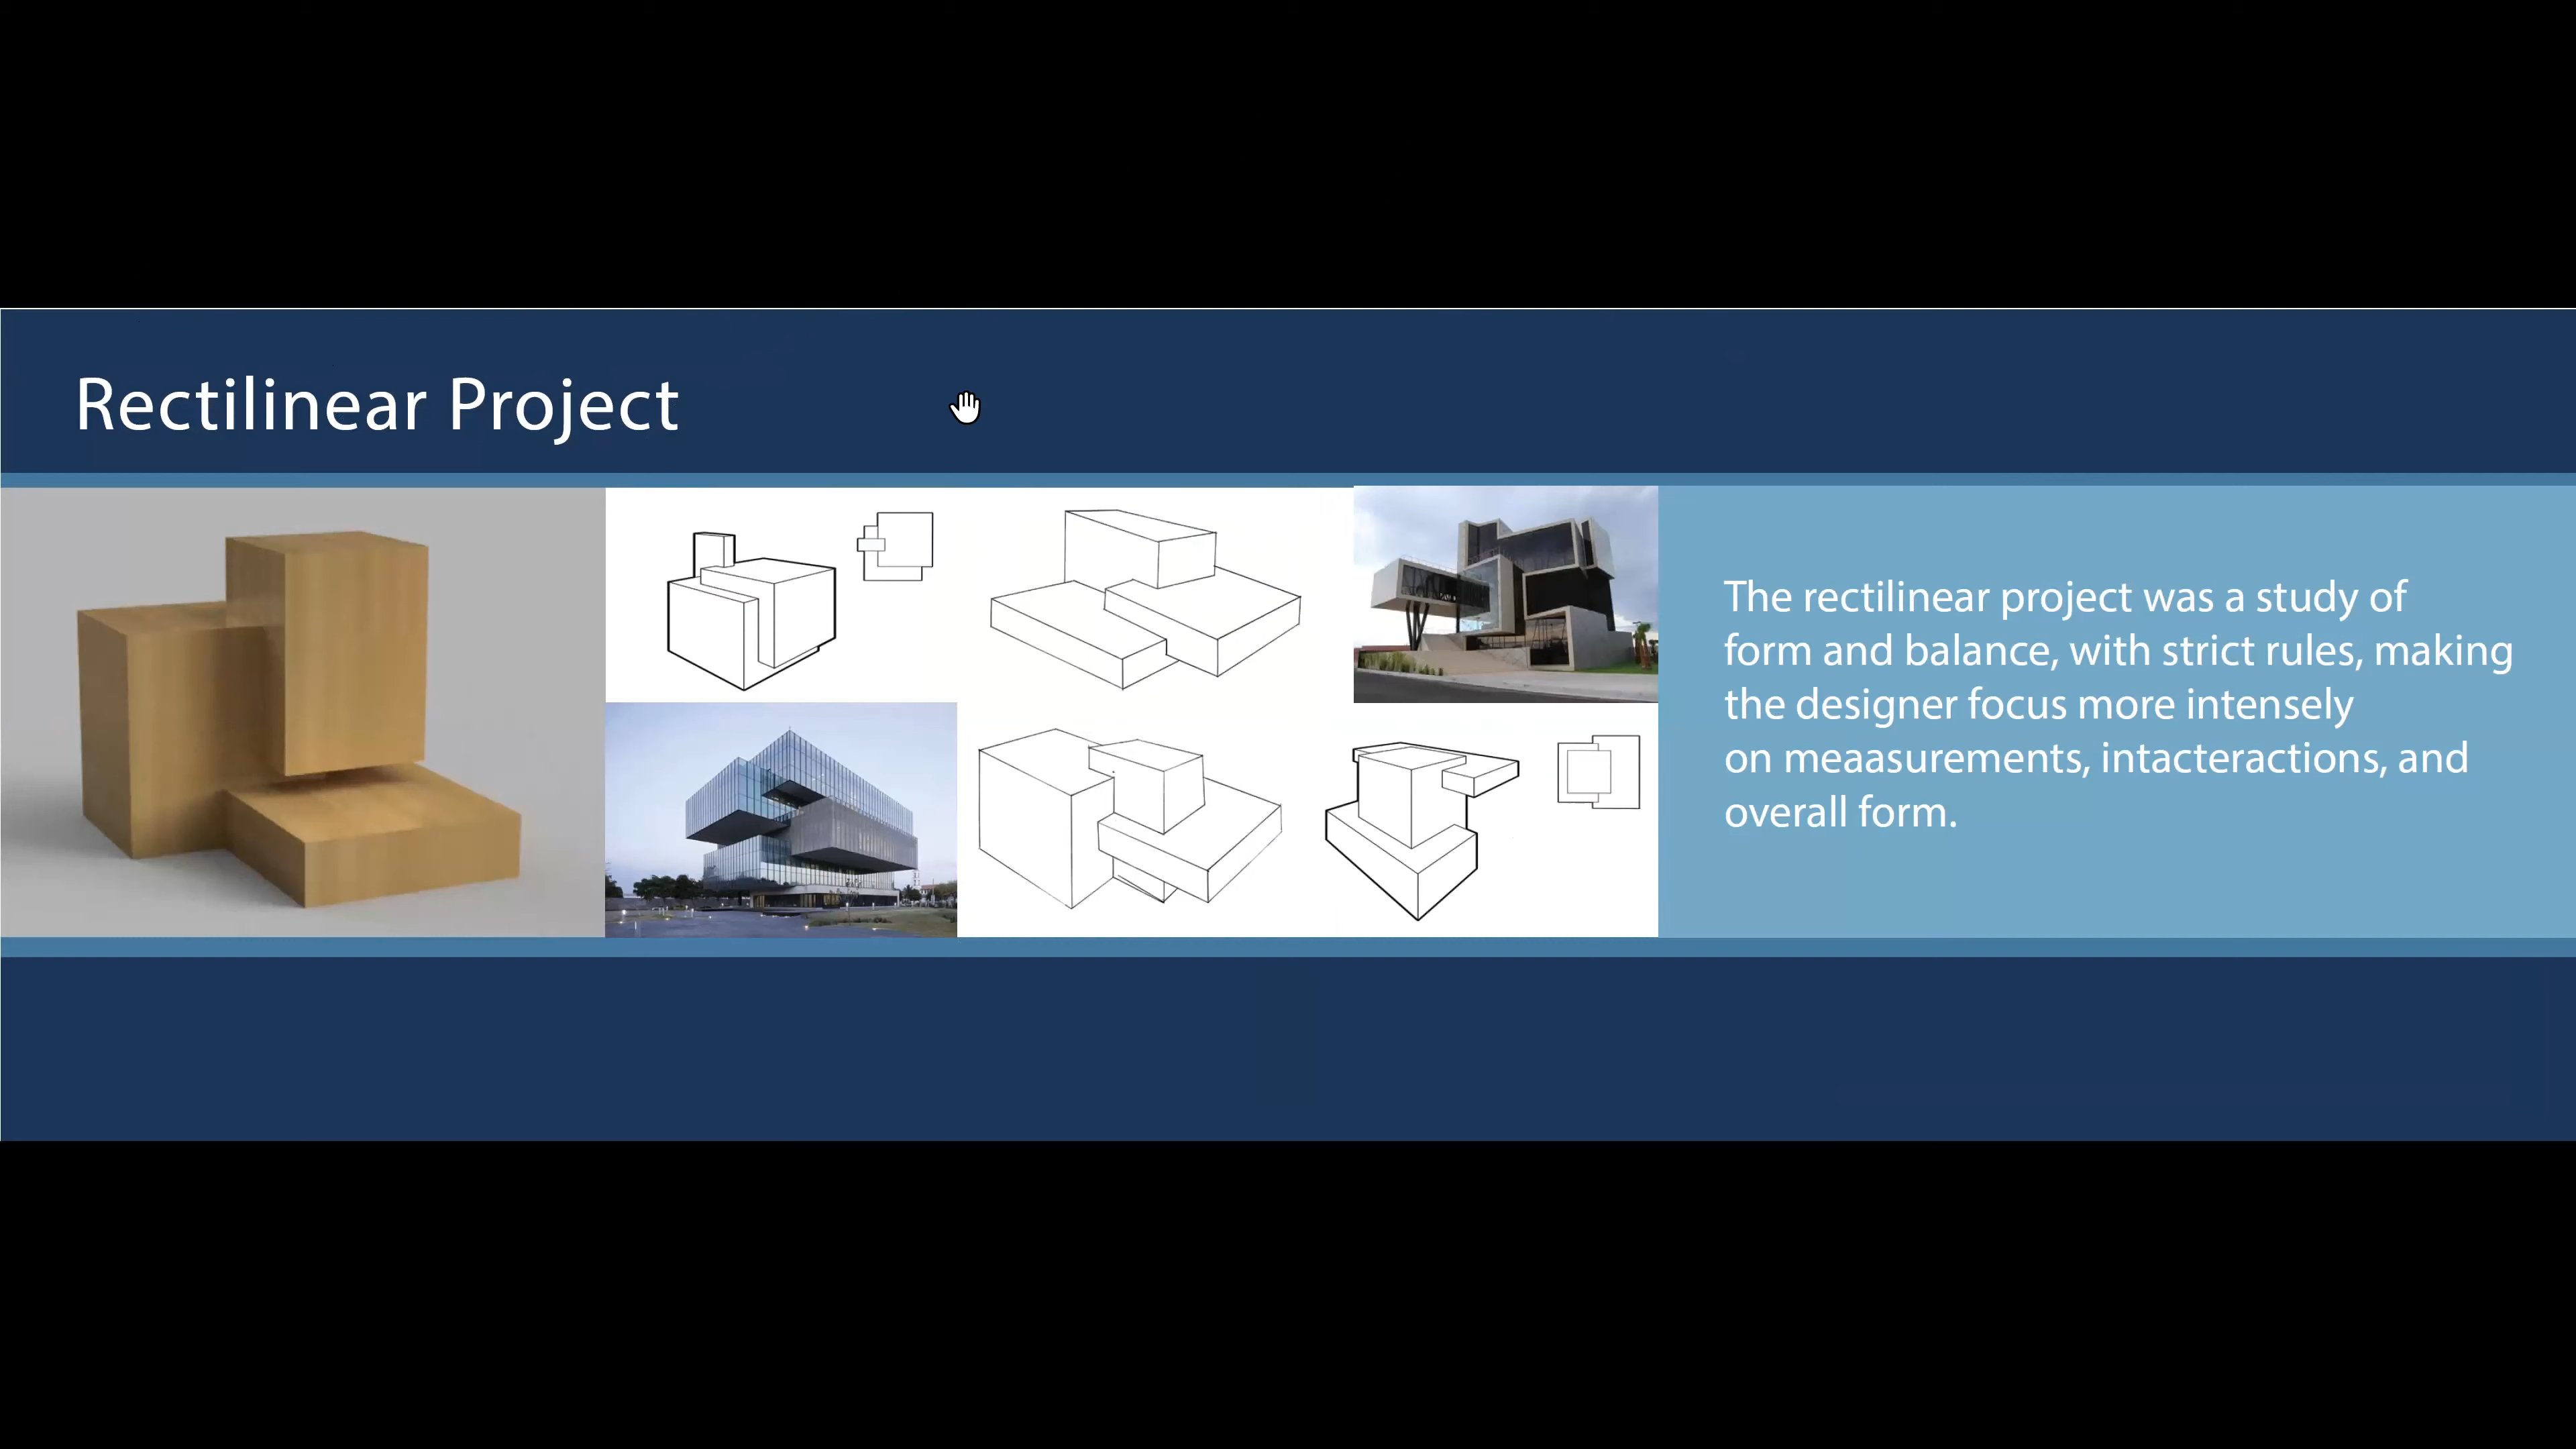 Rectilinear Project
The rectilinear project was a study of
form and balance, with strict rules, making
the designer focus more intensely
on meaasurements, intacteractions, and
overall form.